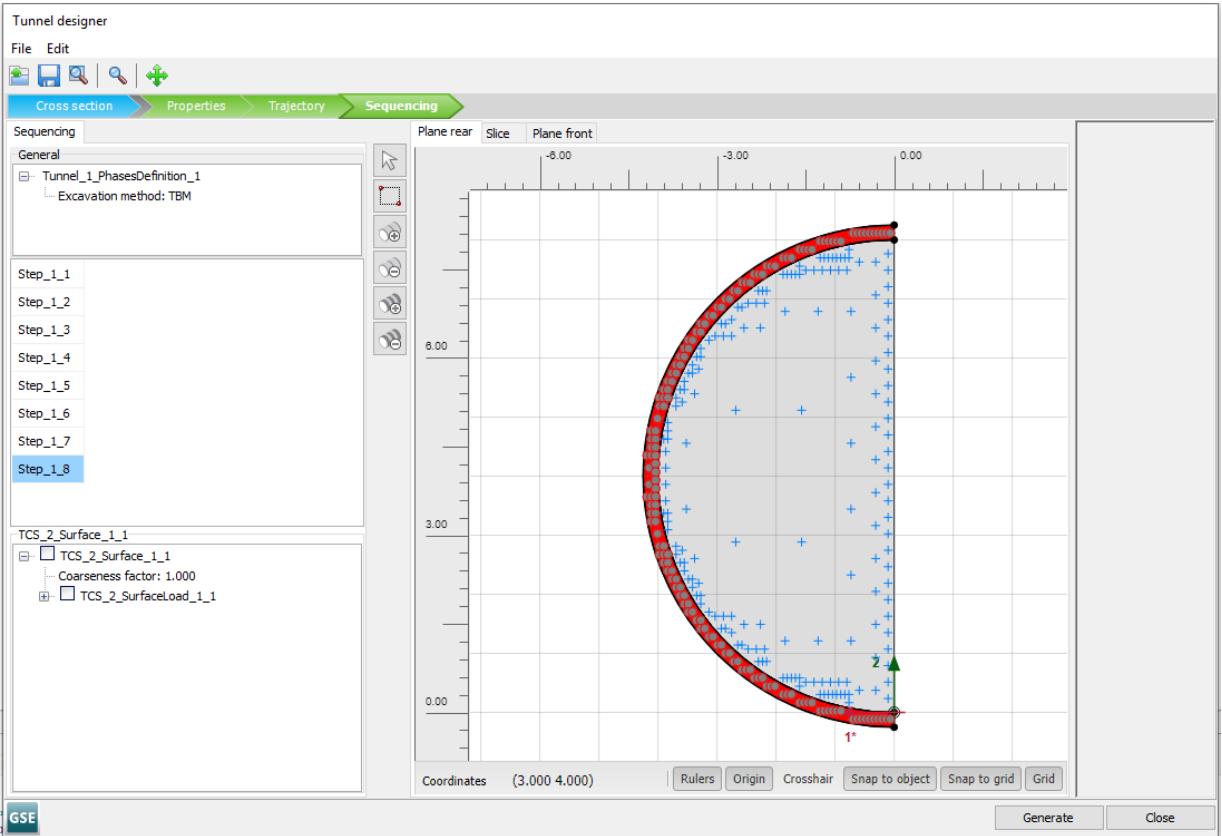 Tunnel designer
File Edit
Cross section Properties Trajectory Sequencing
Sequencing
General
Tunnel_1_PhasesDefinition_1
Excavation method: TBM
Step_1_1
Step_1_2
Step_1_3
Step_1_4
Step_1_5
Step_1_6
Step_1_7
Step_1_8
TCS_2_Surface_1_1
TCS_2_Surface_1_1
Coarseness factor: 1.000
TCS_2_SurfaceLoad_1_1
Plane rear Slice Plane front
-6.00 -3.00 0.00
6.00
3.00
0.00
2
1*
Coordinates (3.000 4.000) Rulers Origin Crosshair Snap to object Snap to grid Grid
GSE Generate Close